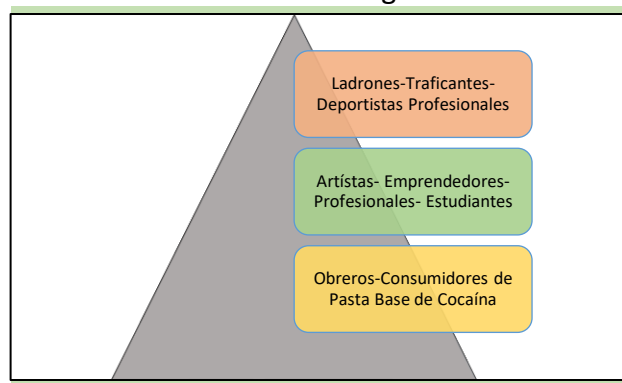 Ladrones-Traficantes-
Deportistas Profesionales
Artístas- Emprendedores-
Profesionales- Estudiantes
Obreros-Consumidores de
Pasta Base de Cocaína